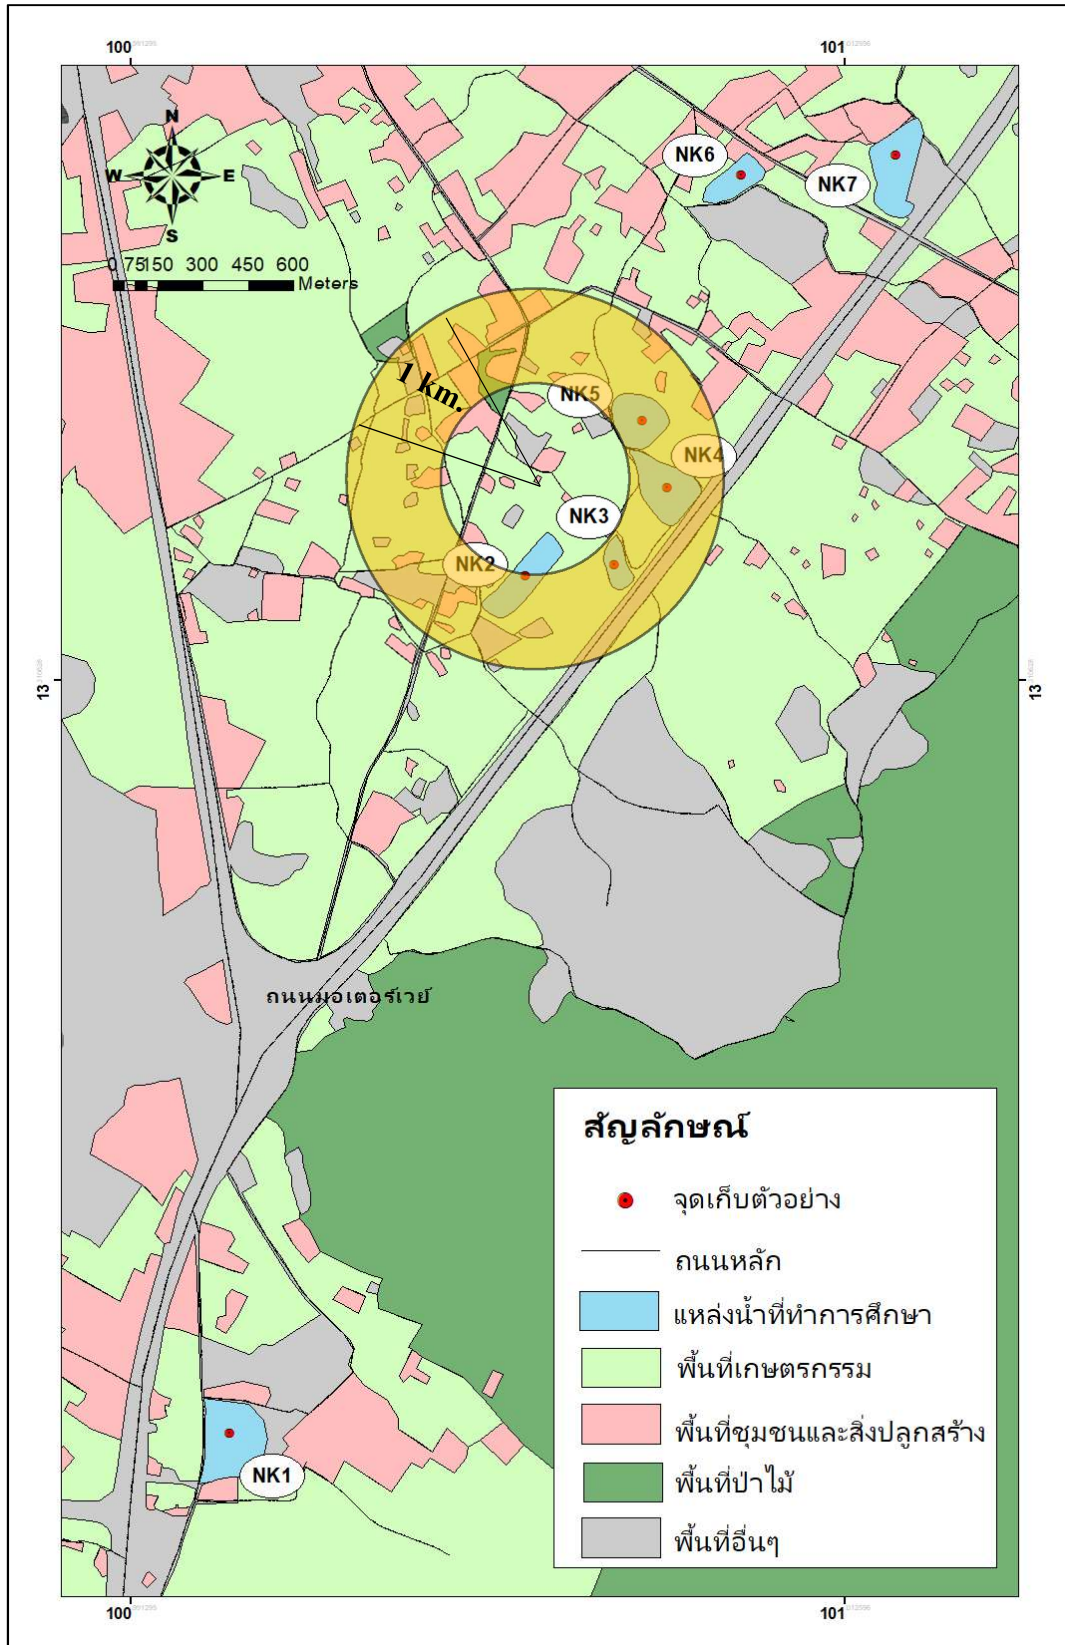 100
101
N
W
E
S
0 75150 300 450 600
Meters
NK6
NK7
1 km.
NK5
NK4
NK3
NK2
13
13
ถนนมอเตอร์เวย์
NK1
สัญลักษณ์
จุดเก็บตัวอย่าง
ถนนหลัก
แหล่งน้ำที่ทำการศึกษา
พื้นที่เกษตรกรรม
พื้นที่ชุมชนและสิ่งปลูกสร้าง
พื้นที่ป่าไม้
พื้นที่อื่นๆ
100
101